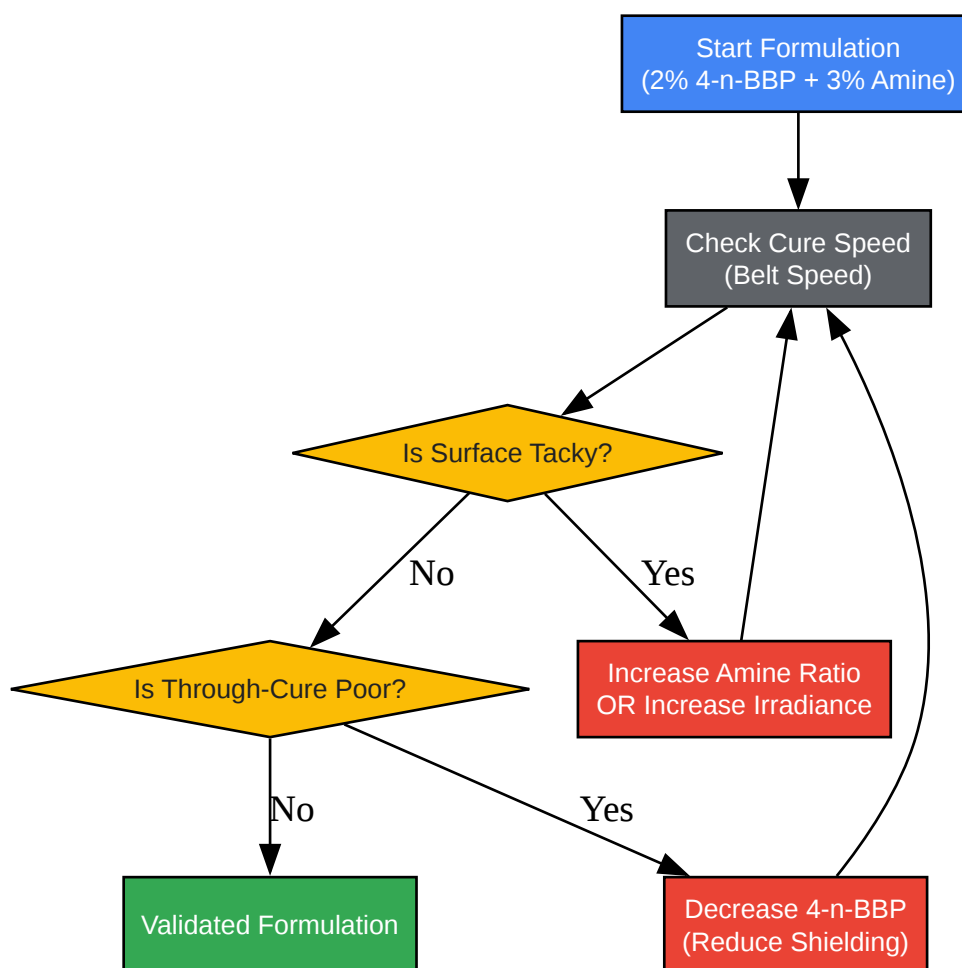 Start Formulation
(2% 4-n-BBP + 3% Amine)
Check Cure Speed
(Belt Speed)
Is Surface Tacky?
No
Yes
Is Through-Cure Poor?
Increase Amine Ratio
OR Increase Irradiance
No
Yes
Validated Formulation
Decrease 4-n-BBP
(Reduce Shielding)